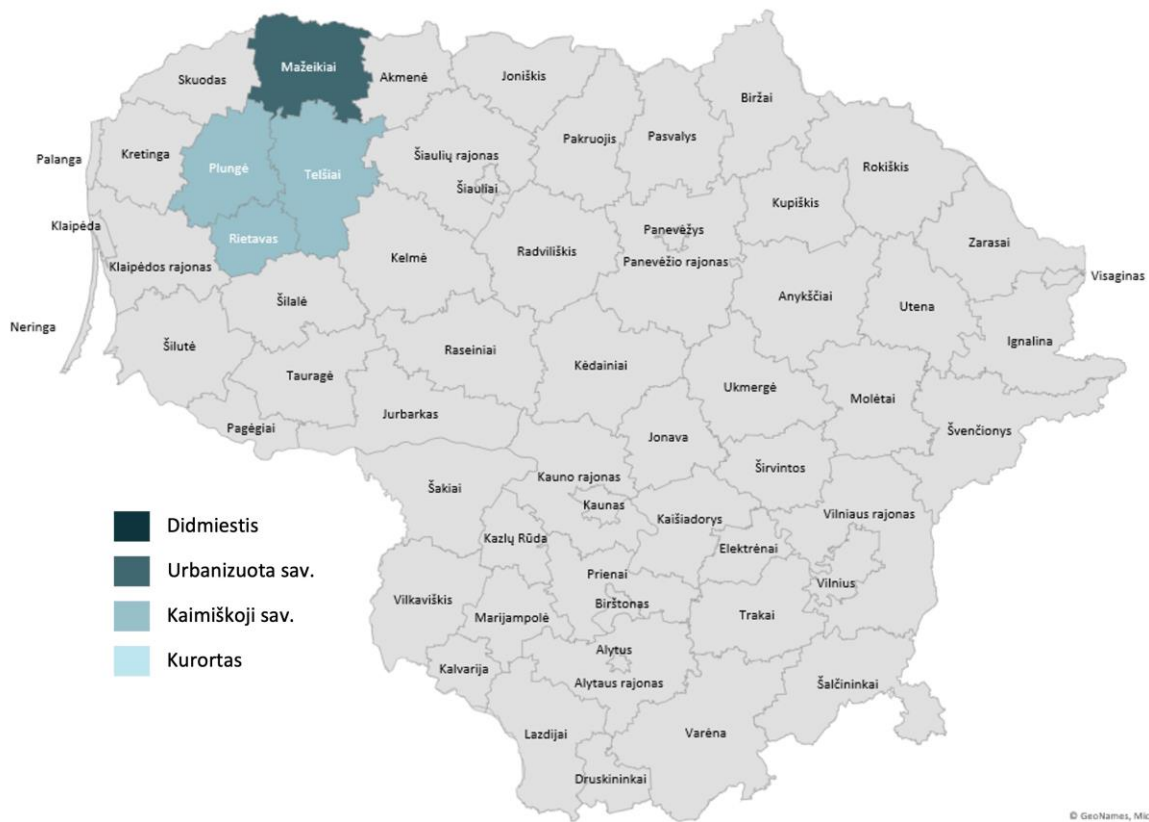 Mažeikiai
Skuodas
Akmenė
Joniškis
Biržai
Pakruojis
Pasvalys
Kretinga
Palanga
Plungė
Telšiai
Šiaulių rajonas
Šiauliai
Rokiškis
Kupiškis
Klaipėda
Rietavas
Panevėžys
Zarasai
Klaipėdos rajonas
Kelmė
Radviliškis
Panevėžio rajonas
Visaginas
Šilalė
Anykščiai
Utena
Neringa
Šilutė
Raseiniai
Ignalina
Tauragė
Kėdainiai
Ukmergė
Molėtai
Jurbarkas
Pagėgiai
Švenčionys
Jonava
Širvintos
Šakiai
Kauno rajonas
Kaunas
Kaišiadorys
Vilniaus rajonas
Kazlų Rūda
Elektrėnai
Prienai
Vilnius
Vilkaviškis
Birštonas
Marijampolė
Trakai
Alytus
Kalvarija
Alytaus rajonas
Šalčininkai
Lazdijai
Varėna
Druskininkai
Didmiestis
Urbanizuota sav.
Kaimiškoji sav.
Kurortas
© GeoNames, Mic